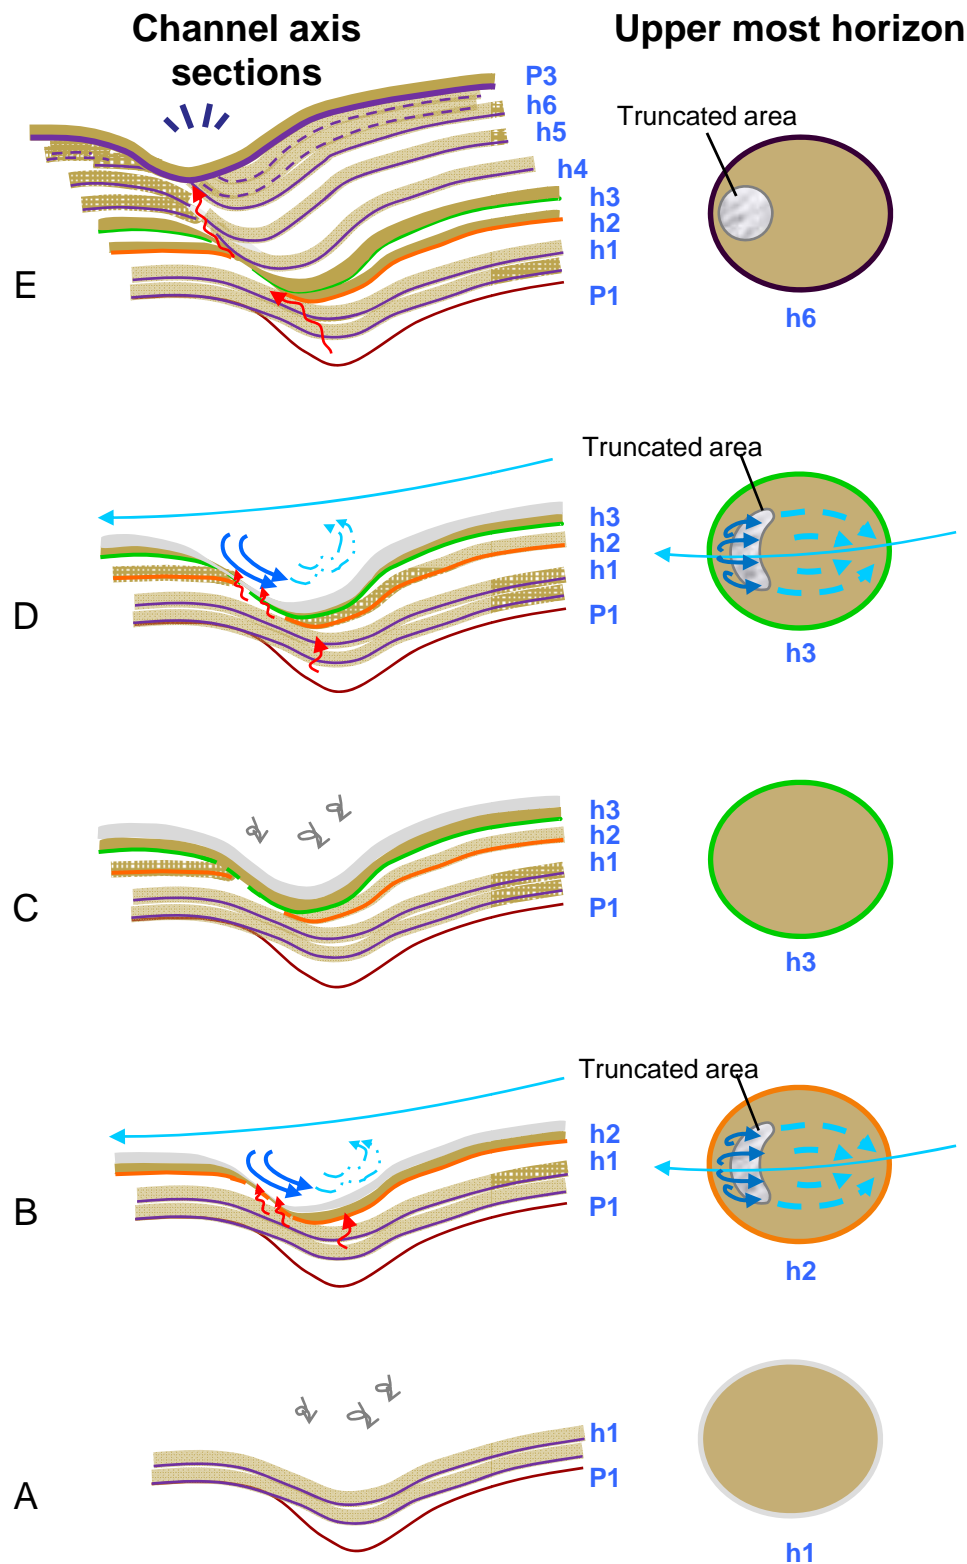 Channel axis
sections
Upper most horizon
P3
h6
h5
h4
h3
h2
h1
P1
E
Truncated area
h6
h3
h2
h1
P1
D
Truncated area
h3
h3
h2
h1
P1
C
h3
h2
h1
P1
B
Truncated area
h2
h1
P1
A
h1